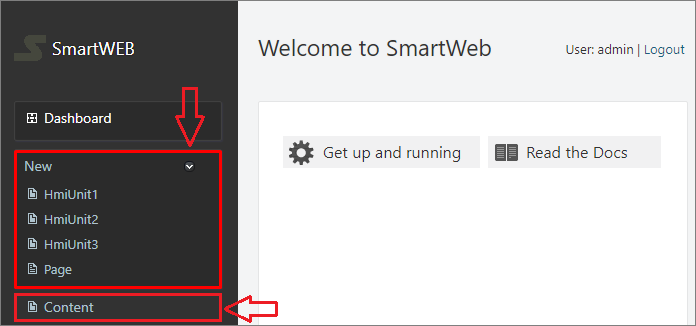 SmartWEB
Welcome to SmartWeb
User: admin | Logout
Dashboard
New
HmiUnit1
HmiUnit2
HmiUnit3
Page
Content
Get up and running
Read the Docs